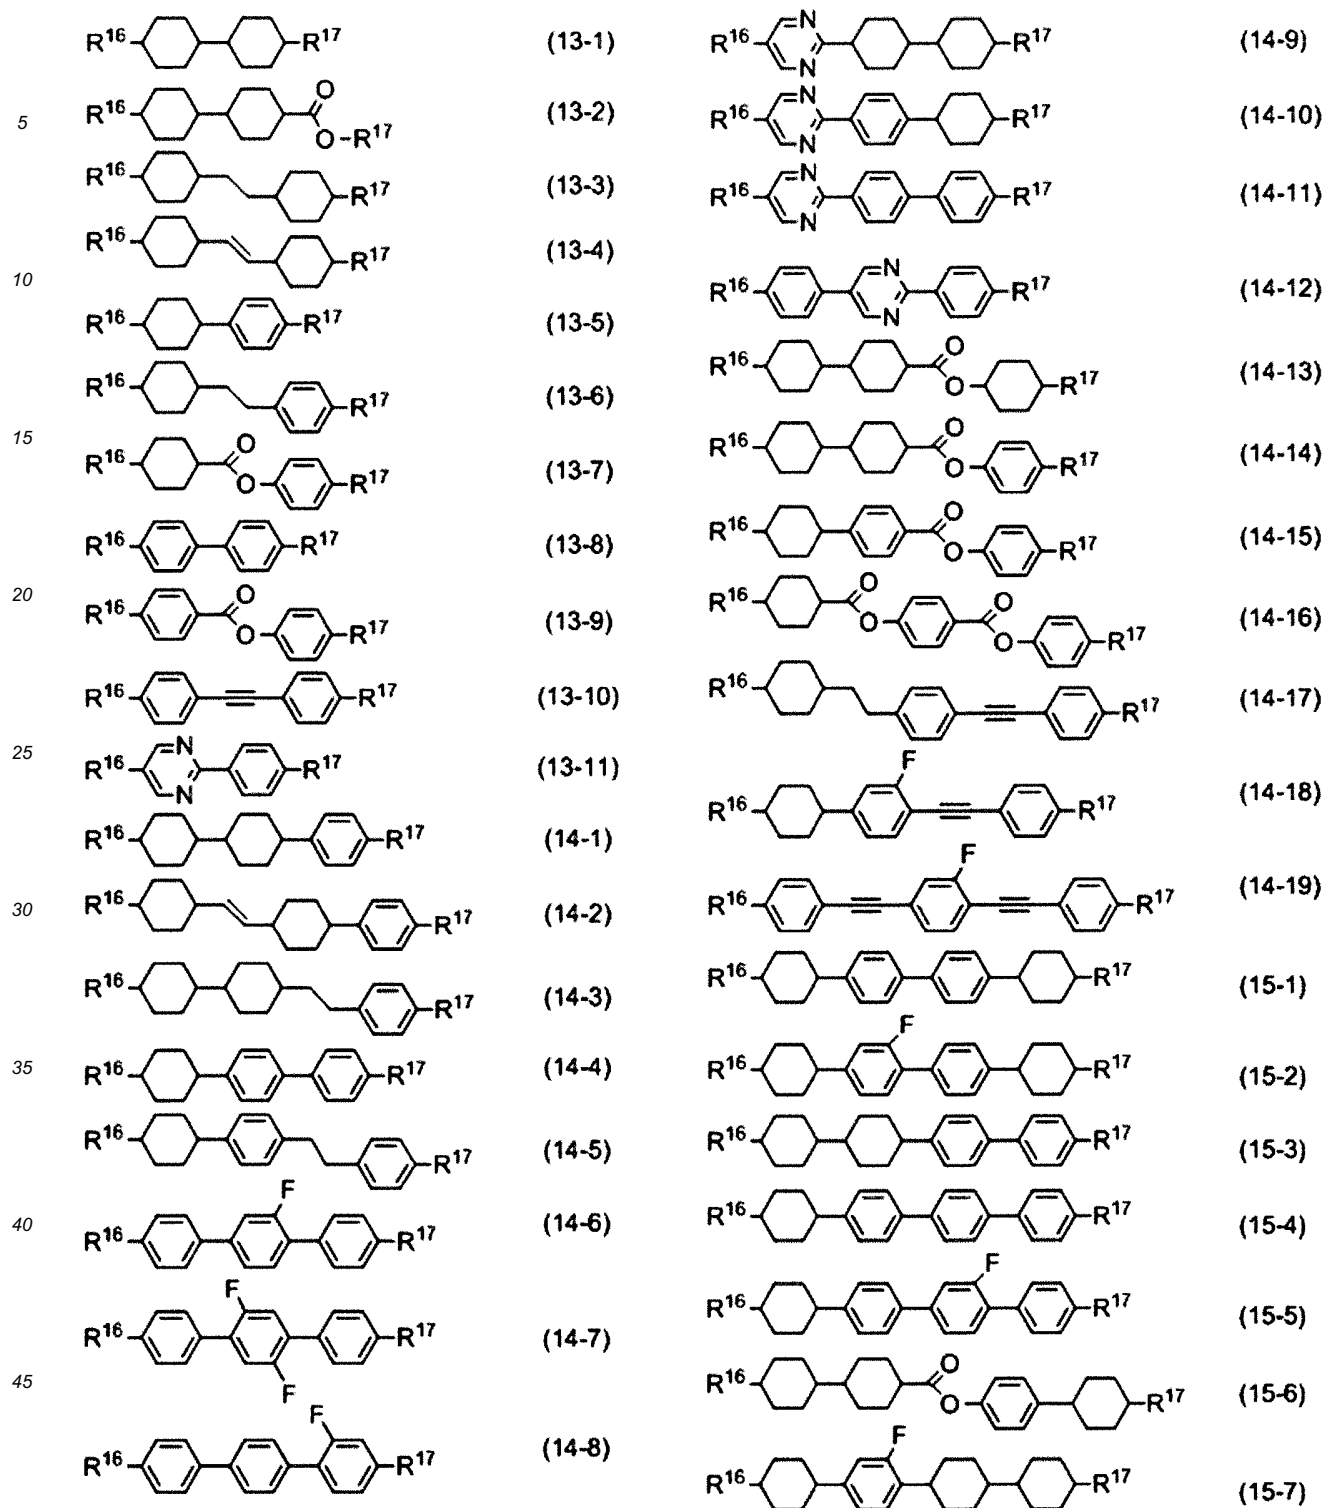 R¹⁶ R¹⁷ (13-1)
5 R¹⁶ O O R¹⁷ (13-2)
R¹⁶ R¹⁷ (13-3)
R¹⁶ R¹⁷ (13-4)
10
R¹⁶ R¹⁷ (13-5)
R¹⁶ R¹⁷ (13-6)
15
R¹⁶ O O R¹⁷ (13-7)
R¹⁶ R¹⁷ (13-8)
20
R¹⁶ O O R¹⁷ (13-9)
R¹⁶ R¹⁷ (13-10)
25
R¹⁶ N N R¹⁷ (13-11)
R¹⁶ R¹⁷ (14-1)
30 R¹⁶ R¹⁷ (14-2)
R¹⁶ R¹⁷ (14-3)
35 R¹⁶ R¹⁷ (14-4)
R¹⁶ R¹⁷ (14-5)
F
40 R¹⁶ R¹⁷ (14-6)
F
R¹⁶ R¹⁷ (14-7)
45 F
F
R¹⁶ R¹⁷ (14-8)
R¹⁶ N N R¹⁷ (14-9)
R¹⁶ N N R¹⁷ (14-10)
R¹⁶ N N R¹⁷ (14-11)
R¹⁶ N N R¹⁷ (14-12)
R¹⁶ O O R¹⁷ (14-13)
R¹⁶ O O R¹⁷ (14-14)
R¹⁶ O O R¹⁷ (14-15)
R¹⁶ O O O O R¹⁷ (14-16)
R¹⁶ R¹⁷ (14-17)
F
R¹⁶ R¹⁷ (14-18)
F
R¹⁶ R¹⁷ (14-19)
R¹⁶ R¹⁷ (15-1)
F
R¹⁶ R¹⁷ (15-2)
R¹⁶ R¹⁷ (15-3)
R¹⁶ R¹⁷ (15-4)
F
R¹⁶ R¹⁷ (15-5)
R¹⁶ O O R¹⁷ (15-6)
F
R¹⁶ R¹⁷ (15-7)